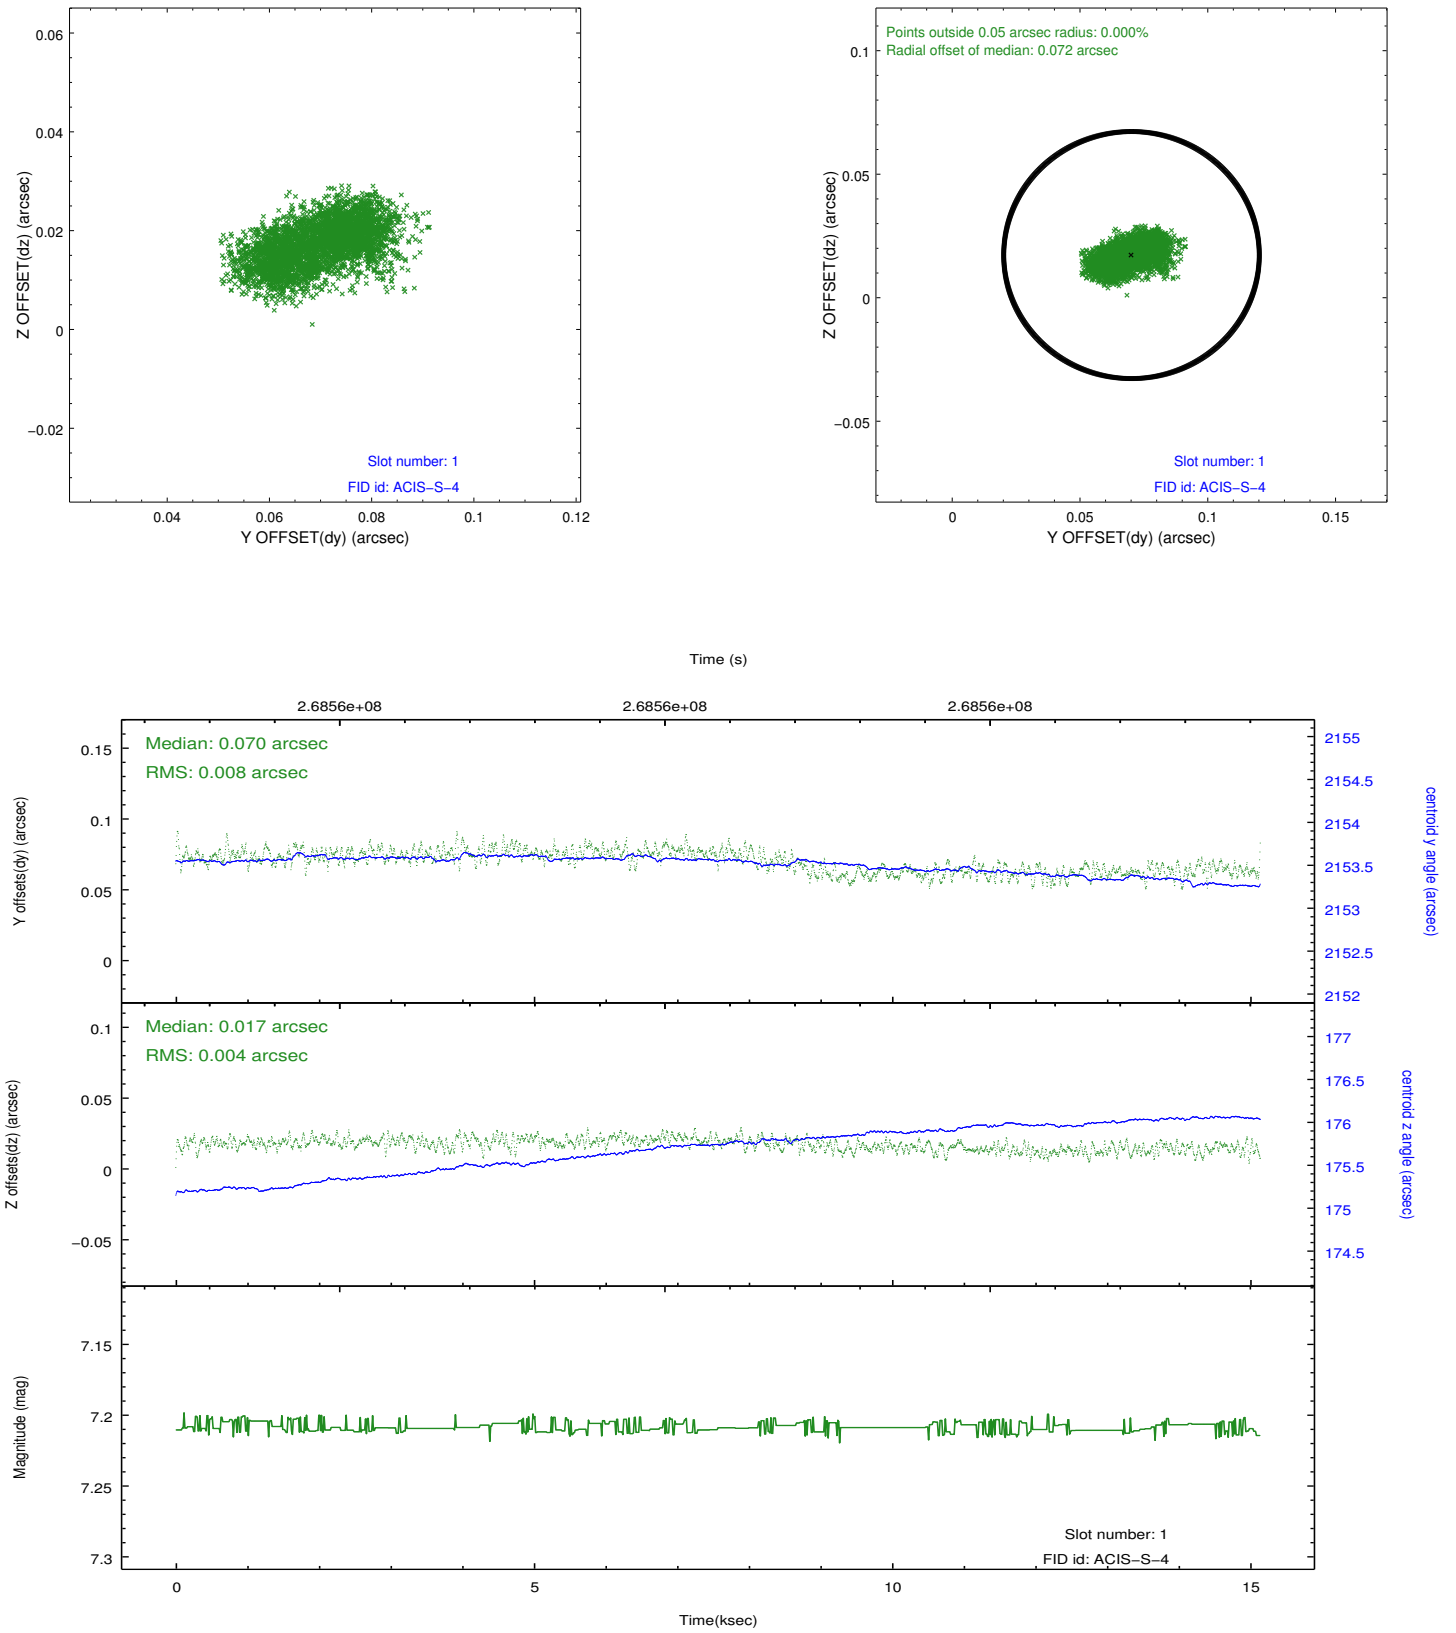 0.06
0.04
0.02
0
−0.02
Z OFFSET(dz) (arcsec)
Slot number: 1
FID id: ACIS−S−4
0.04 0.06 0.08 0.1 0.12
Y OFFSET(dy) (arcsec)
Points outside 0.05 arcsec radius: 0.000%
Radial offset of median: 0.072 arcsec
0.1
0.05
0
−0.05
Z OFFSET(dz) (arcsec)
Slot number: 1
FID id: ACIS−S−4
0 0.05 0.1 0.15
Y OFFSET(dy) (arcsec)
Time (s)
2.6856e+08 2.6856e+08 2.6856e+08
Median: 0.070 arcsec
RMS: 0.008 arcsec
0.15
0.1
0.05
0
Y offsets(dy) (arcsec)
2155
2154.5
2154
2153.5
2153
2152.5
2152
centroid y angle (arcsec)
Median: 0.017 arcsec
RMS: 0.004 arcsec
0.1
0.05
0
−0.05
Z offsets(dz) (arcsec)
177
176.5
176
175.5
175
174.5
centroid z angle (arcsec)
7.15
7.2
7.25
7.3
Magnitude (mag)
Slot number: 1
FID id: ACIS−S−4
0 5 10 15
Time(ksec)